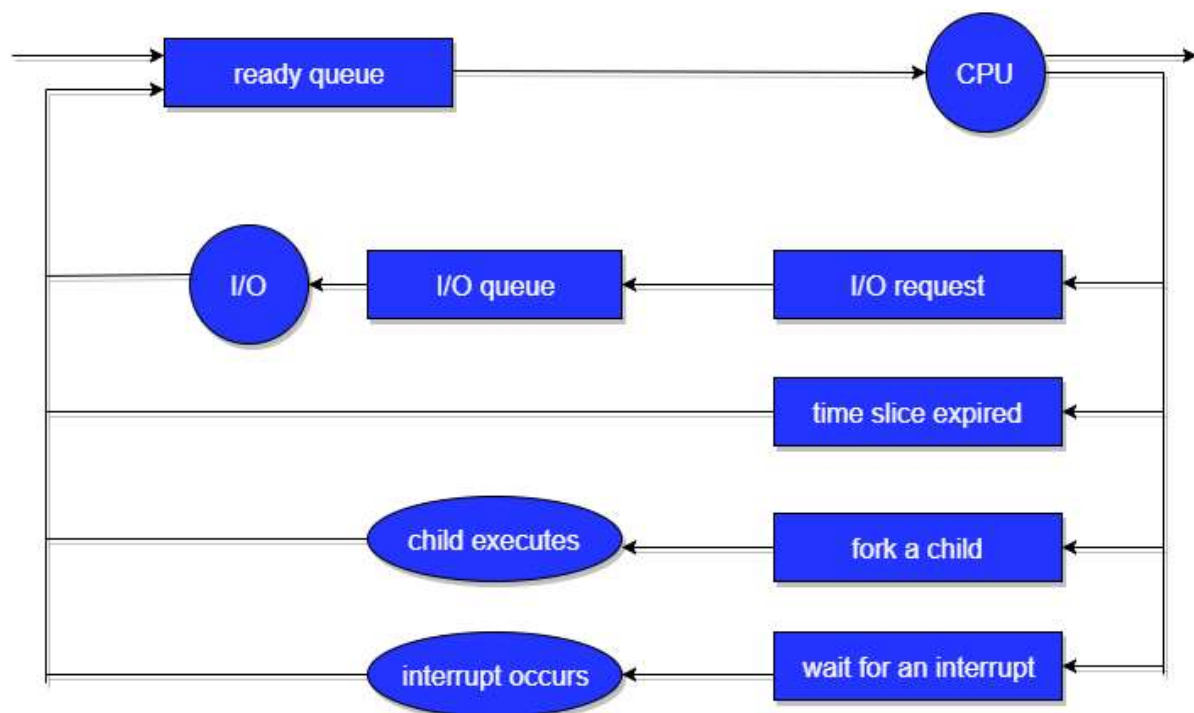 ready queue
CPU
I/O
I/O queue
I/O request
time slice expired
child executes
fork a child
interrupt occurs
wait for an interrupt